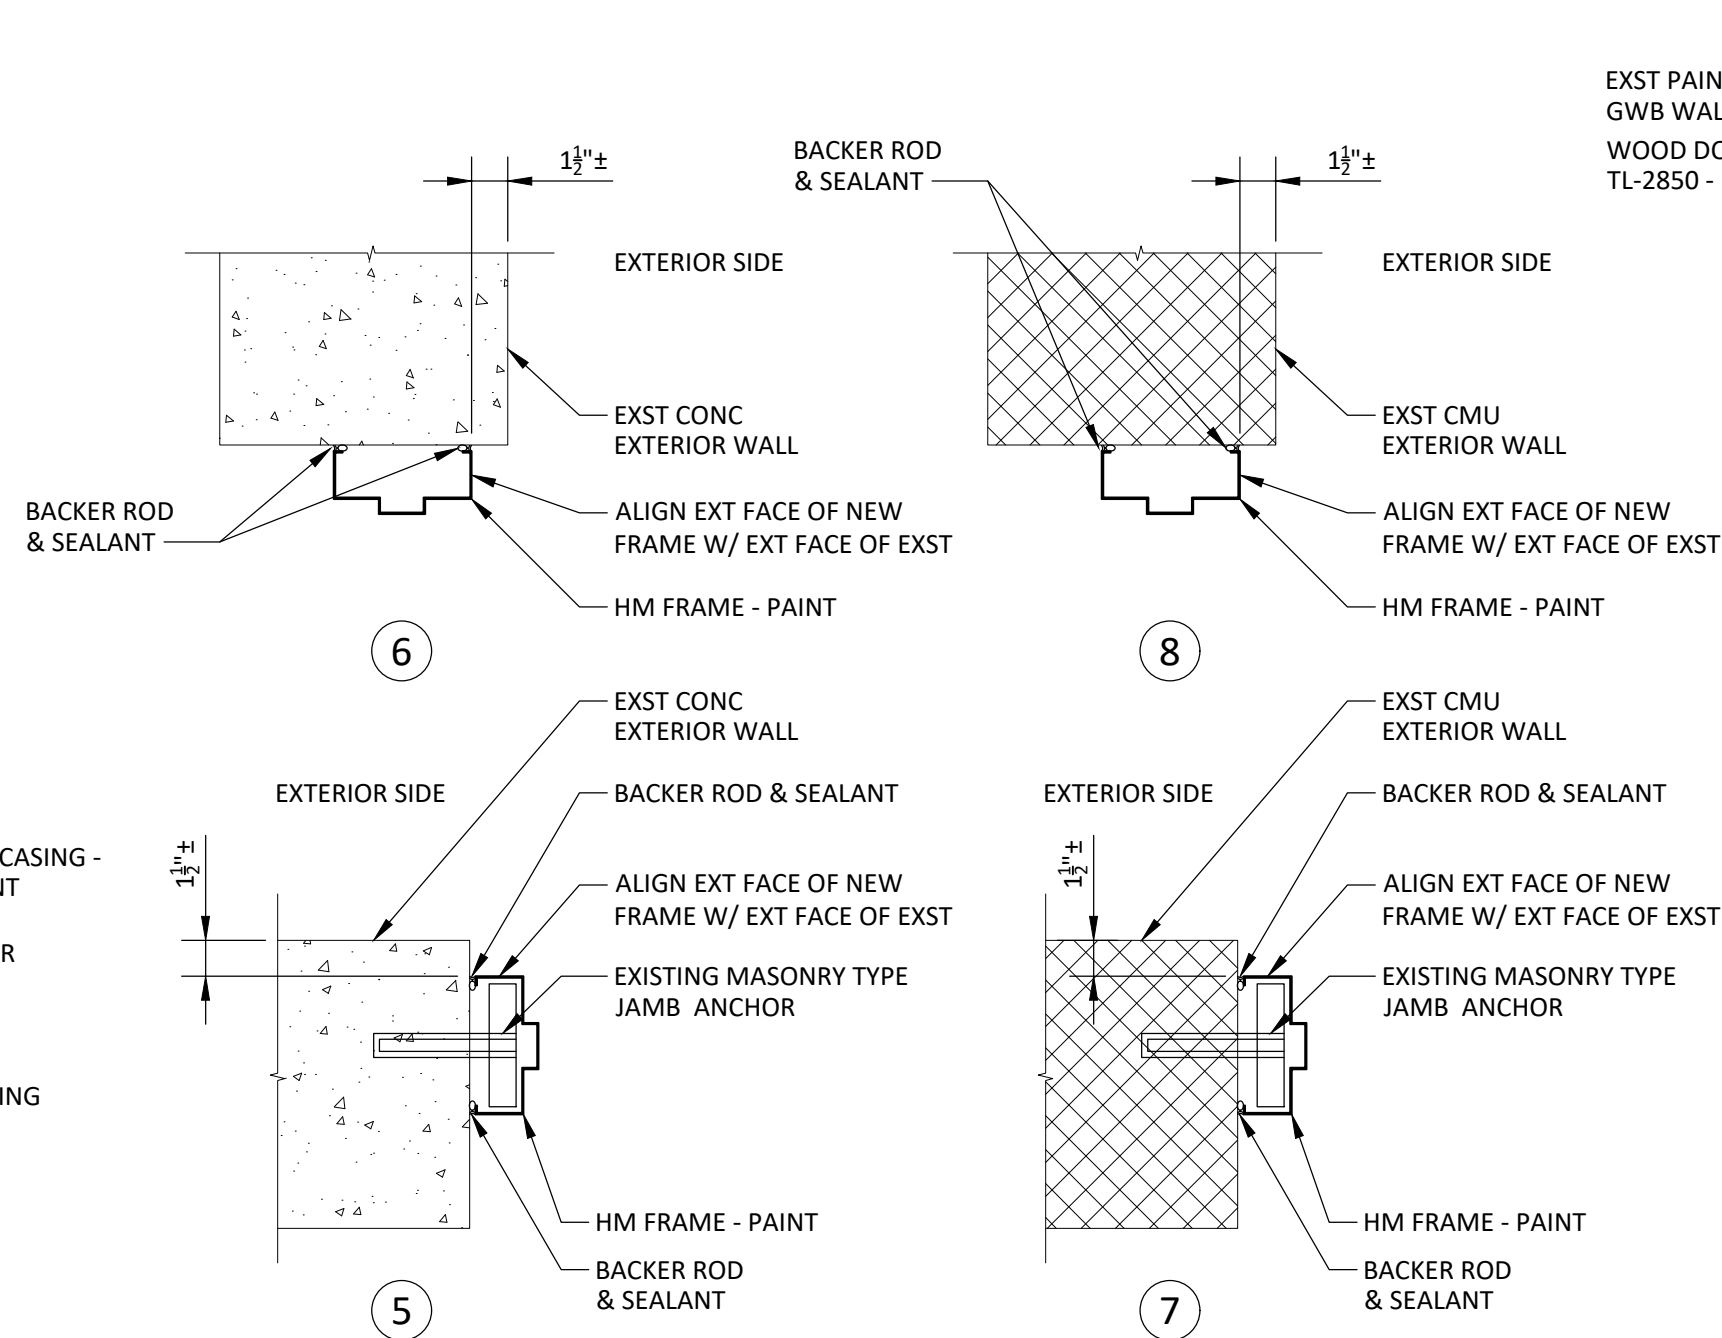 1½"±
EXTERIOR SIDE
EXST CONC
EXTERIOR WALL
ALIGN EXT FACE OF NEW
FRAME W/ EXT FACE OF EXST
HM FRAME - PAINT
BACKER ROD
& SEALANT
6
BACKER ROD
& SEALANT
1½"±
EXTERIOR SIDE
EXST CMU
EXTERIOR WALL
ALIGN EXT FACE OF NEW
FRAME W/ EXT FACE OF EXST
HM FRAME - PAINT
8
EXST PAIN
GWB WAL
WOOD DO
TL-2850 -
CASING -
NT
R
ING
EXST CONC
EXTERIOR WALL
EXTERIOR SIDE
BACKER ROD & SEALANT
1½"±
ALIGN EXT FACE OF NEW
FRAME W/ EXT FACE OF EXST
EXISTING MASONRY TYPE
JAMB ANCHOR
HM FRAME - PAINT
BACKER ROD
& SEALANT
5
EXST CMU
EXTERIOR WALL
EXTERIOR SIDE
BACKER ROD & SEALANT
1½"±
ALIGN EXT FACE OF NEW
FRAME W/ EXT FACE OF EXST
EXISTING MASONRY TYPE
JAMB ANCHOR
HM FRAME - PAINT
BACKER ROD
& SEALANT
7